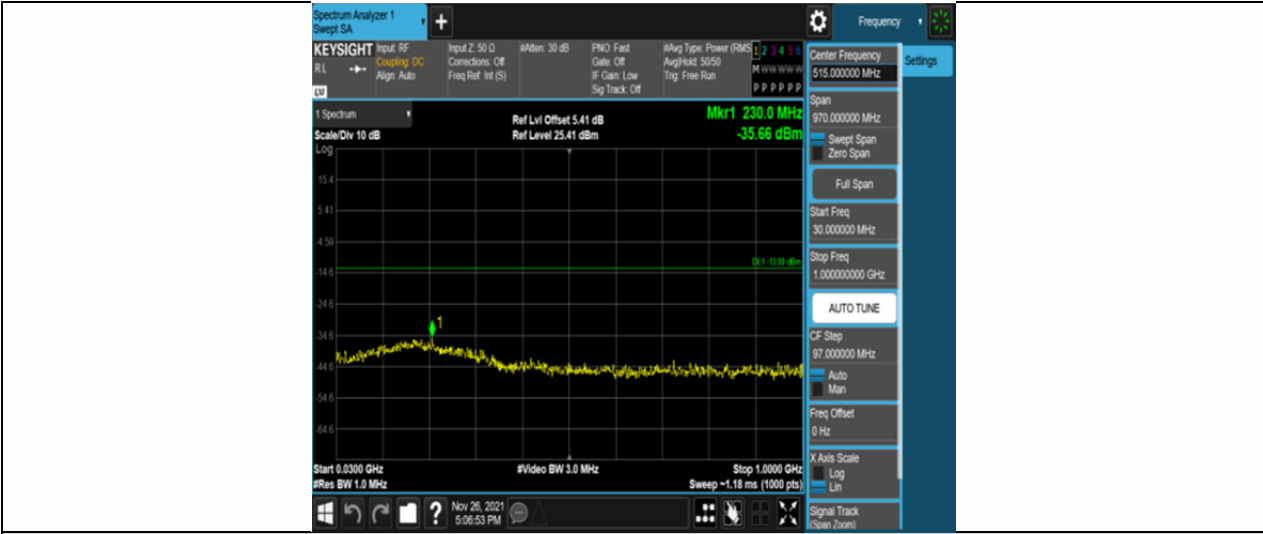 Spectrum Analyzer 1
Swept SA
+
Frequency
KEYSIGHT
RL
LV
Input: RF
Coupling: DC
Align: Auto
Input Z: 50 Ω
Corrections: Off
Freq Ref: Int (S)
#Atten: 30 dB
PNO: Fast
Gate: Off
IF Gain: Low
Sig Track: Off
#Avg Type: Power (RMS
Avg|Hold: 50/50
Trig: Free Run
1 2 3 4 5 6
M W W W W W
P P P P P P
1 Spectrum
Scale/Div 10 dB
Log
Ref Lvl Offset 5.41 dB
Ref Level 25.41 dBm
Mkr1 230.0 MHz
-35.66 dBm
15.4
5.41
-4.59
DL1 -13.00 dBm
-14.6
-24.6
1
-34.6
-44.6
-54.6
-64.6
Start 0.0300 GHz
#Res BW 1.0 MHz
#Video BW 3.0 MHz
Stop 1.0000 GHz
Sweep ~1.18 ms (1000 pts)
?
Nov 26, 2021
5:06:53 PM
Center Frequency
515.000000 MHz
Settings
Span
970.000000 MHz
Swept Span
Zero Span
Full Span
Start Freq
30.000000 MHz
Stop Freq
1.000000000 GHz
AUTO TUNE
CF Step
97.000000 MHz
Auto
Man
Freq Offset
0 Hz
X Axis Scale
Log
Lin
Signal Track
(Span Zoom)